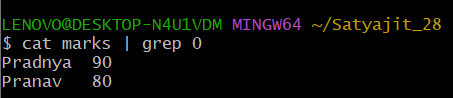 LENOVO@DESKTOP-N4U1VDM MINGW64 ~/Satyajit_28
$ cat marks | grep 0
Pradnya  90
Pranav   80